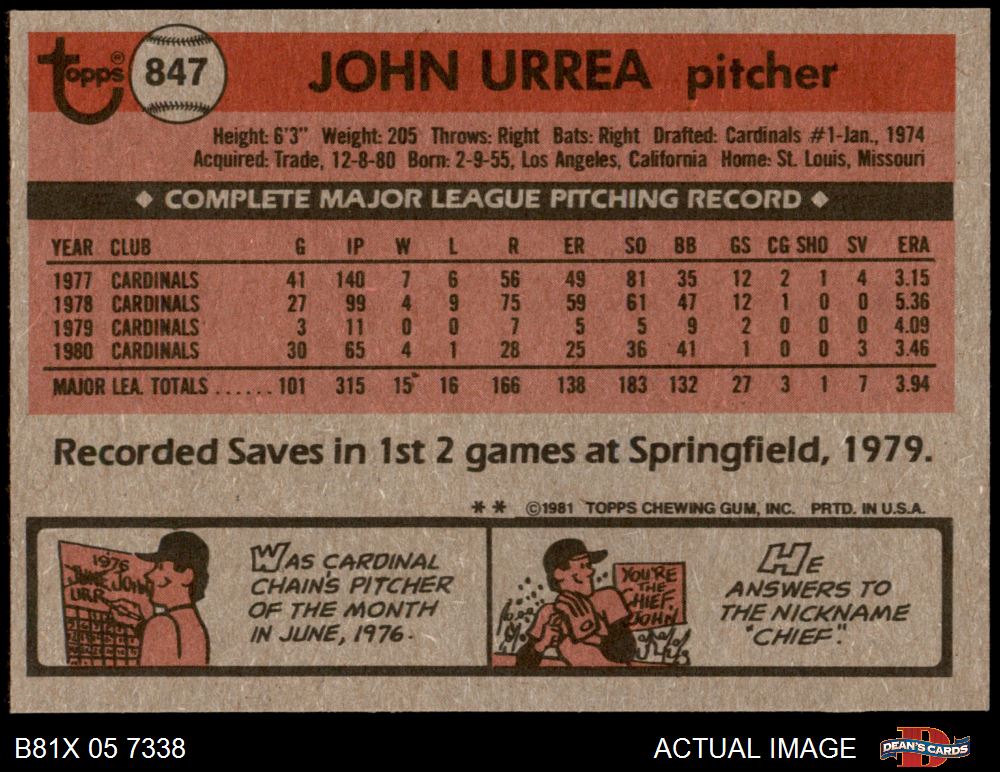 Topps® 847 JOHN URREA pitcher
Height: 6'3" Weight: 205 Throws: Right Bats: Right Drafted: Cardinals #1-Jan., 1974
Acquired: Trade, 12-8-80 Born: 2-9-55, Los Angeles, California Home: St. Louis, Missouri
◆ COMPLETE MAJOR LEAGUE PITCHING RECORD ◆
YEAR CLUB G IP W L R ER SO BB GS CG SHO SV ERA
1977 CARDINALS 41 140 7 6 56 49 81 35 12 2 1 4 3.15
1978 CARDINALS 27 99 4 9 75 59 61 47 12 1 0 0 5.36
1979 CARDINALS 3 11 0 0 7 5 5 9 2 0 0 0 4.09
1980 CARDINALS 30 65 4 1 28 25 36 41 1 0 0 3 3.46
MAJOR LEA. TOTALS ...... 101 315 15 16 166 138 183 132 27 3 1 7 3.94
Recorded Saves in 1st 2 games at Springfield, 1979.
* * ©1981 TOPPS CHEWING GUM, INC. PRTD. IN U.S.A.
1976
JUNE JOHN
URR
WAS CARDINAL
CHAIN'S PITCHER
OF THE MONTH
IN JUNE, 1976.
YOU'RE
THE
CHIEF
JOHN
HE
ANSWERS TO
THE NICKNAME
"CHIEF".
B81X 05 7338 ACTUAL IMAGE DEAN'S CARDS